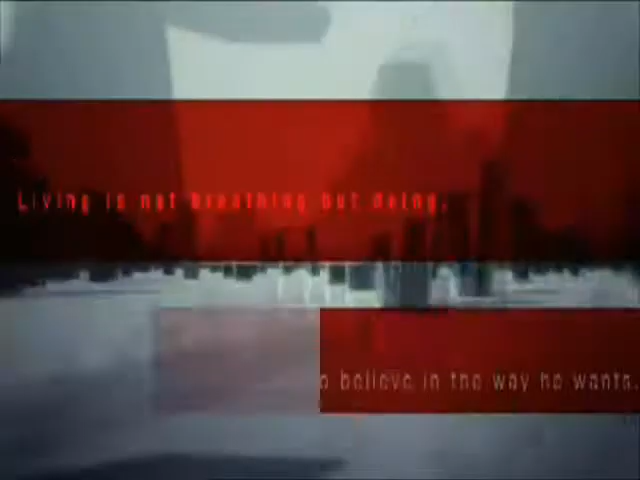 Living is not breathing but doing.
believe in the way he wants.